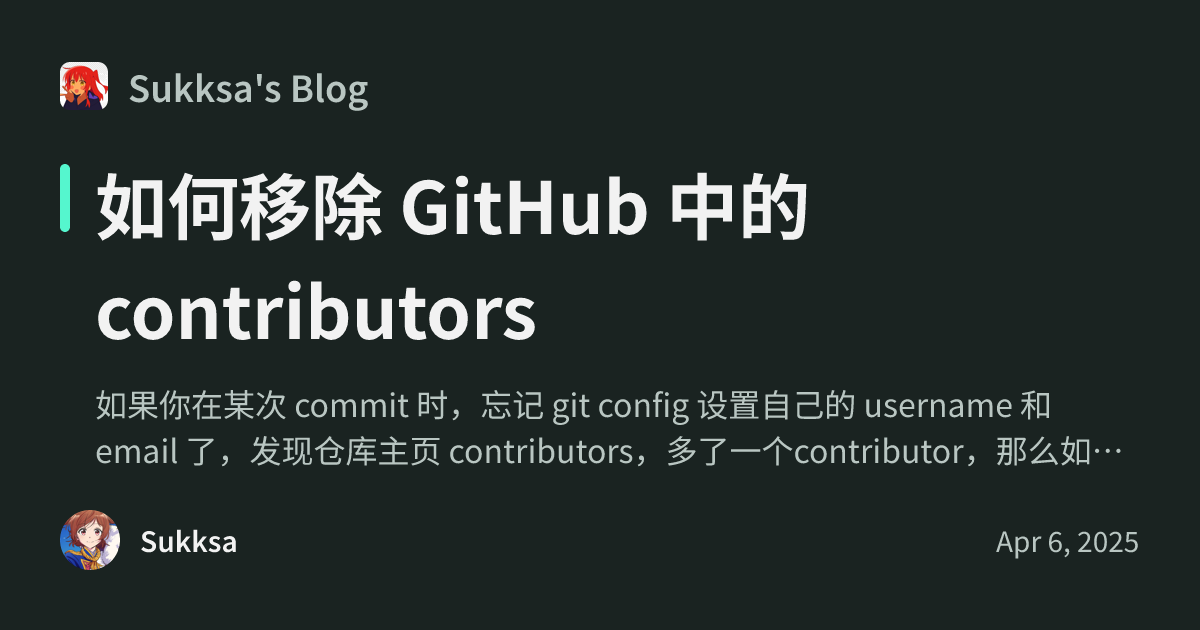 Sukksa's Blog
如何移除 GitHub 中的
contributors
如果你在某次 commit 时，忘记 git config 设置自己的 username 和
email 了，发现仓库主页 contributors，多了一个contributor，那么如…
Sukksa
Apr 6, 2025